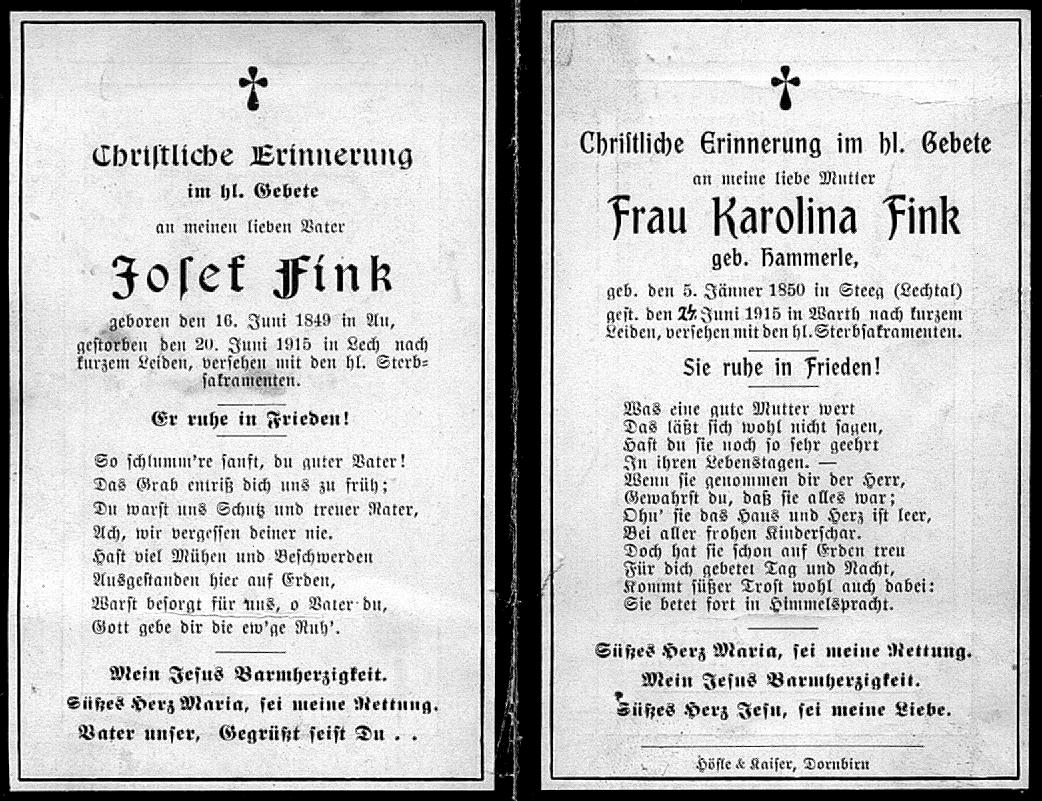 Christliche Erinnerung
im hl. Gebete
an meinen lieben Vater
Josef Fink
geboren den 16. Juni 1849 in Au,
gestorben den 20. Juni 1915 in Lech nach
kurzem Leiden, versehen mit den hl. Sterb=
sakramenten.
Er ruhe in Frieden!
So schlumm're sanft, du guter Vater!
Das Grab entriß dich uns zu früh;
Du warst uns Schutz und treuer Rater,
Ach, wir vergessen deiner nie.
Hast viel Mühen und Beschwerden
Ausgestanden hier auf Erden,
Warst besorgt für uns, o Vater du,
Gott gebe dir die ew'ge Ruh'.
Mein Jesus Barmherzigkeit.
Süßes Herz Maria, sei meine Rettung.
Vater unser, Gegrüßt seist Du . .
Christliche Erinnerung im hl. Gebete
an meine liebe Mutter
Frau Karolina Fink
geb. Hammerle,
geb. den 5. Jänner 1850 in Steeg (Lechtal)
gest. den Juni 1915 in Warth nach kurzem
Leiden, versehen mit den hl. Sterbsakramenten.
Sie ruhe in Frieden!
Was eine gute Mutter wert
Das läßt sich wohl nicht sagen,
Hast du sie noch so sehr geehrt
In ihren Lebenstagen. —
Wenn sie genommen dir der Herr,
Gewahrst du, daß sie alles war;
Ohn' sie das Haus und Herz ist leer,
Bei aller frohen Kinderschar.
Doch hat sie schon auf Erden treu
Für dich gebetet Tag und Nacht,
Kommt süßer Trost wohl auch dabei:
Sie betet fort in Himmelspracht.
Süßes Herz Maria, sei meine Rettung.
Mein Jesus Barmherzigkeit.
Süßes Herz Jesu, sei meine Liebe.
Höfle & Kaiser, Dornbirn